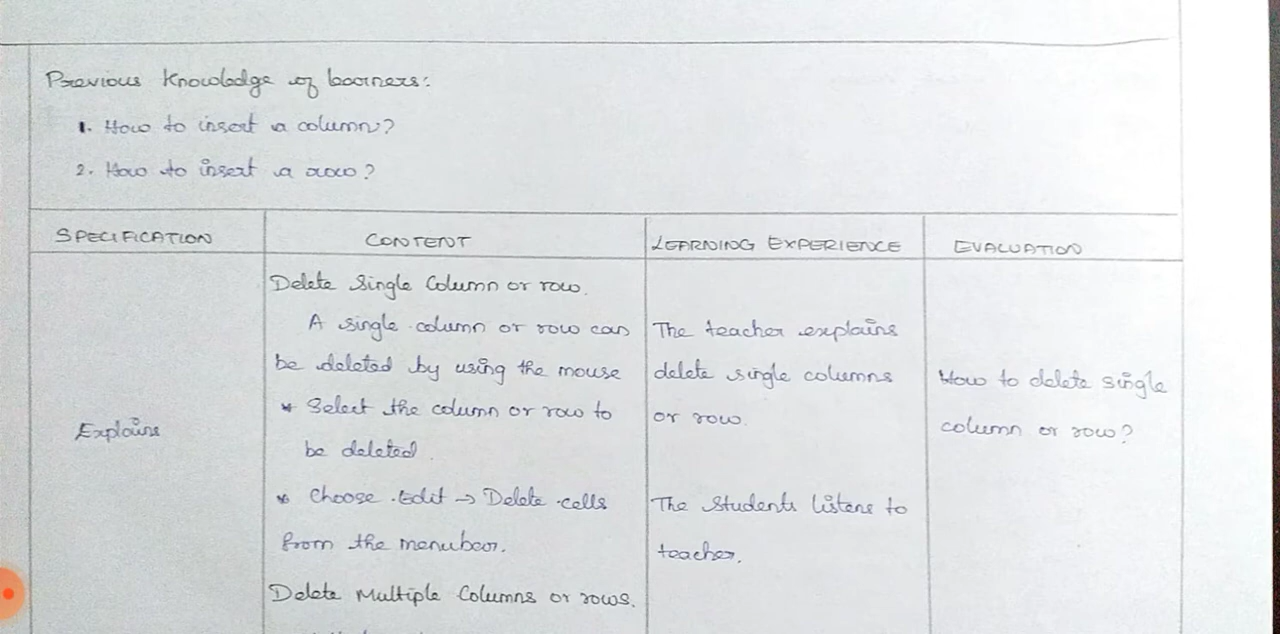 Previous Knowledge of learners:
1. How to insert a column?
2. How to insert a row?
SPECIFICATION CONTENT LEARNING EXPERIENCE EVALUATION
Delete Single Column or row.
A single column or row can
be deleted by using the mouse
* Select the column or row to
be deleted.
* Choose Edit → Delete cells
from the menubar.
Delete Multiple Columns or rows.
Explains
The teacher explains
delete single columns
or row.
The students listens to
teacher.
How to delete single
column or row?